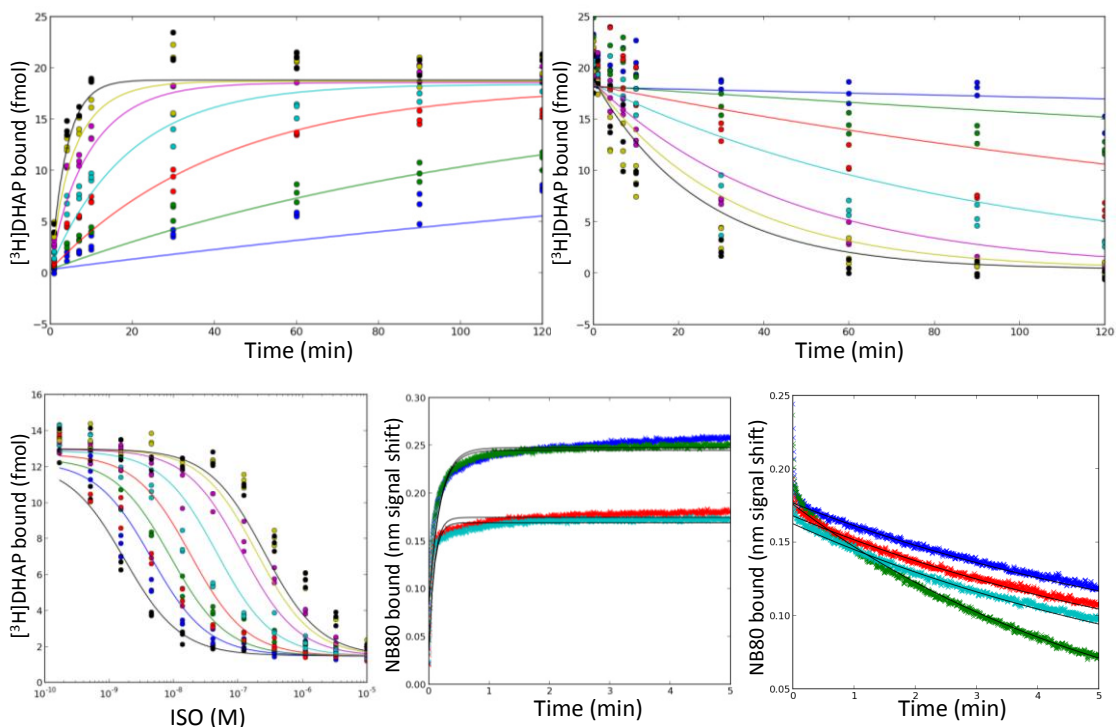 [³H]DHAP bound (fmol)
25
20
15
10
5
0
−5
0 20 40 60 80 100 120
Time (min)
[³H]DHAP bound (fmol)
25
20
15
10
5
0
−5
0 20 40 60 80 100 120
Time (min)
[³H]DHAP bound (fmol)
16
14
12
10
8
6
4
2
0
10⁻¹⁰ 10⁻⁹ 10⁻⁸ 10⁻⁷ 10⁻⁶ 10⁻⁵
ISO (M)
NB80 bound (nm signal shift)
0.30
0.25
0.20
0.15
0.10
0.05
0.00
0 1 2 3 4 5
Time (min)
NB80 bound (nm signal shift)
0.25
0.20
0.15
0.10
0.05
0 1 2 3 4 5
Time (min)